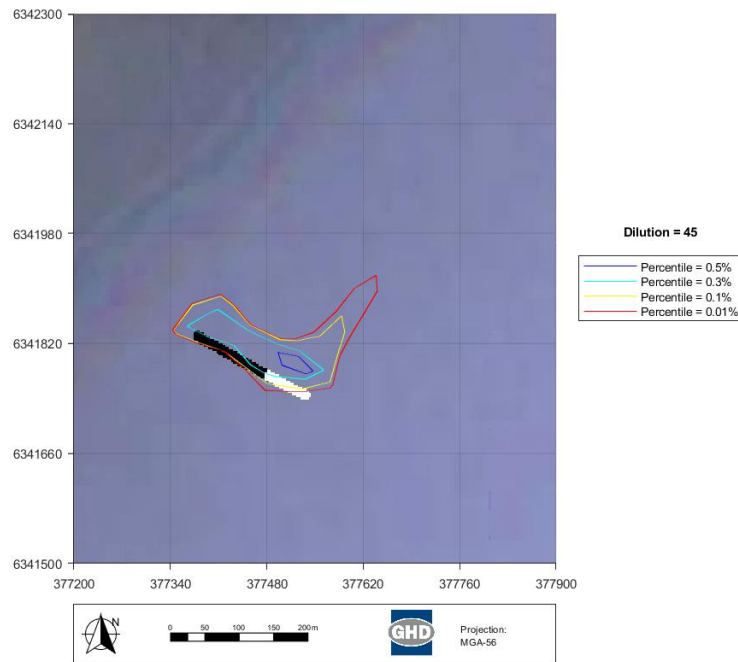 6342300
6342140
6341980
6341820
6341660
6341500
377200 377340 377480 377620 377760 377900
Dilution = 45
Percentile = 0.5%
Percentile = 0.3%
Percentile = 0.1%
Percentile = 0.01%
N
0 50 100 150 200m
GHD
Projection:
MGA-56